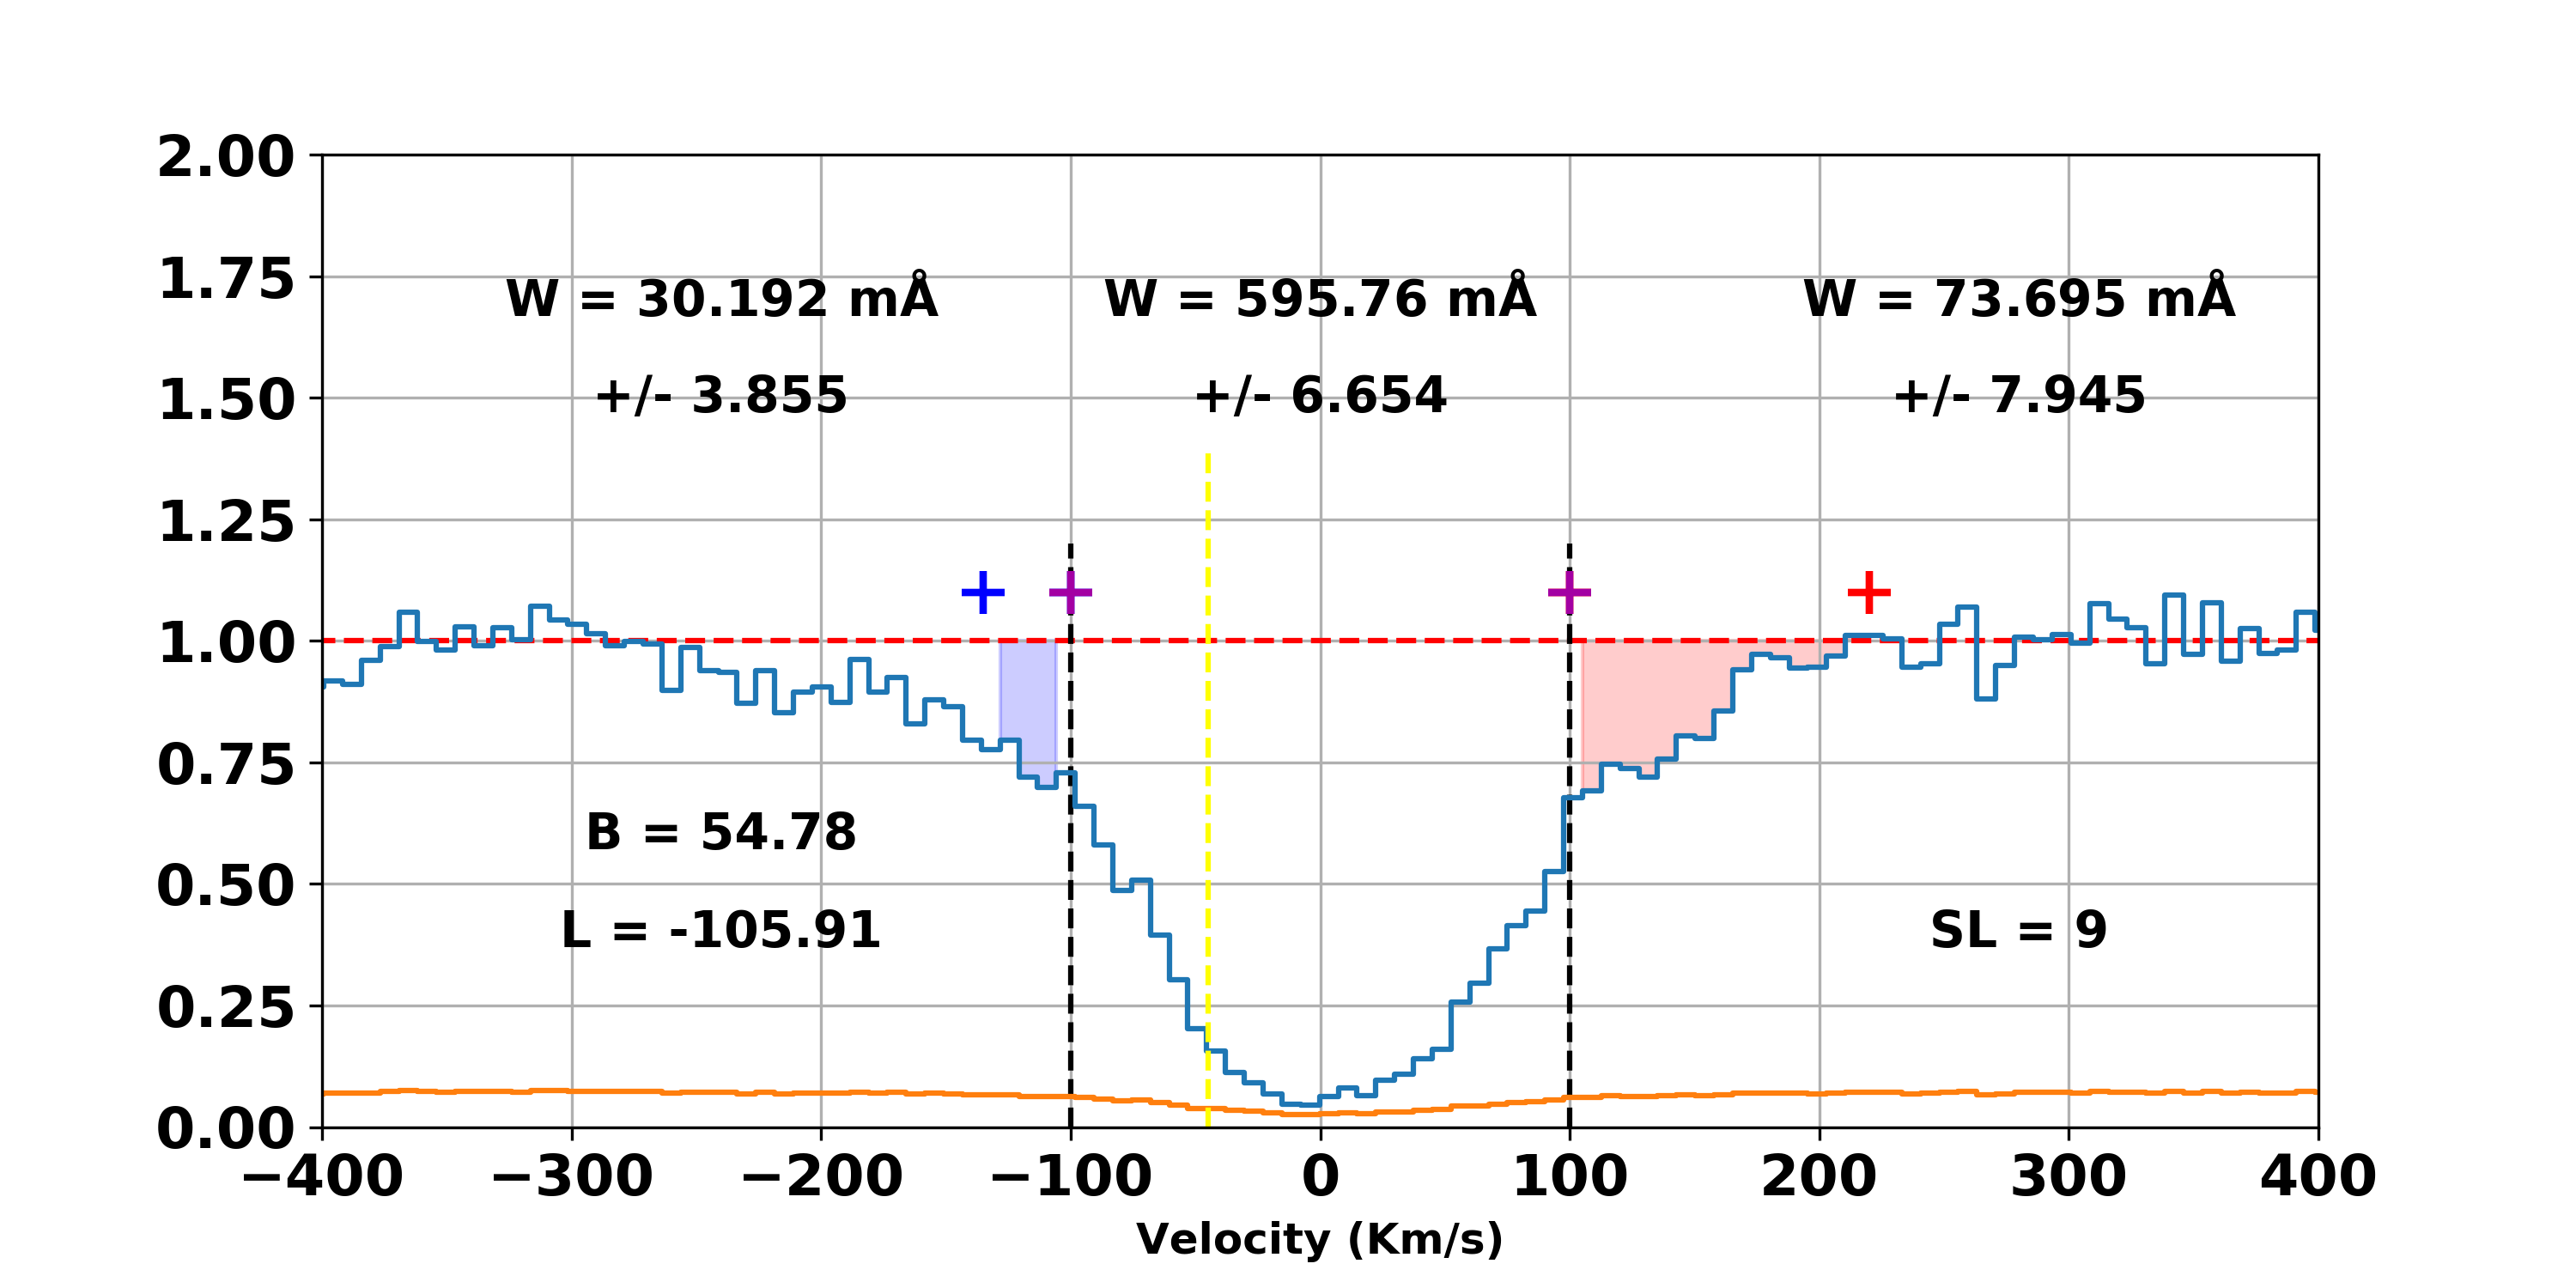 2.00
1.75
1.50
1.25
1.00
0.75
0.50
0.25
0.00
W = 30.192 mÅ
+/- 3.855
W = 595.76 mÅ
+/- 6.654
W = 73.695 mÅ
+/- 7.945
B = 54.78
L = -105.91
SL = 9
−400 −300 −200 −100 0 100 200 300 400
Velocity (Km/s)